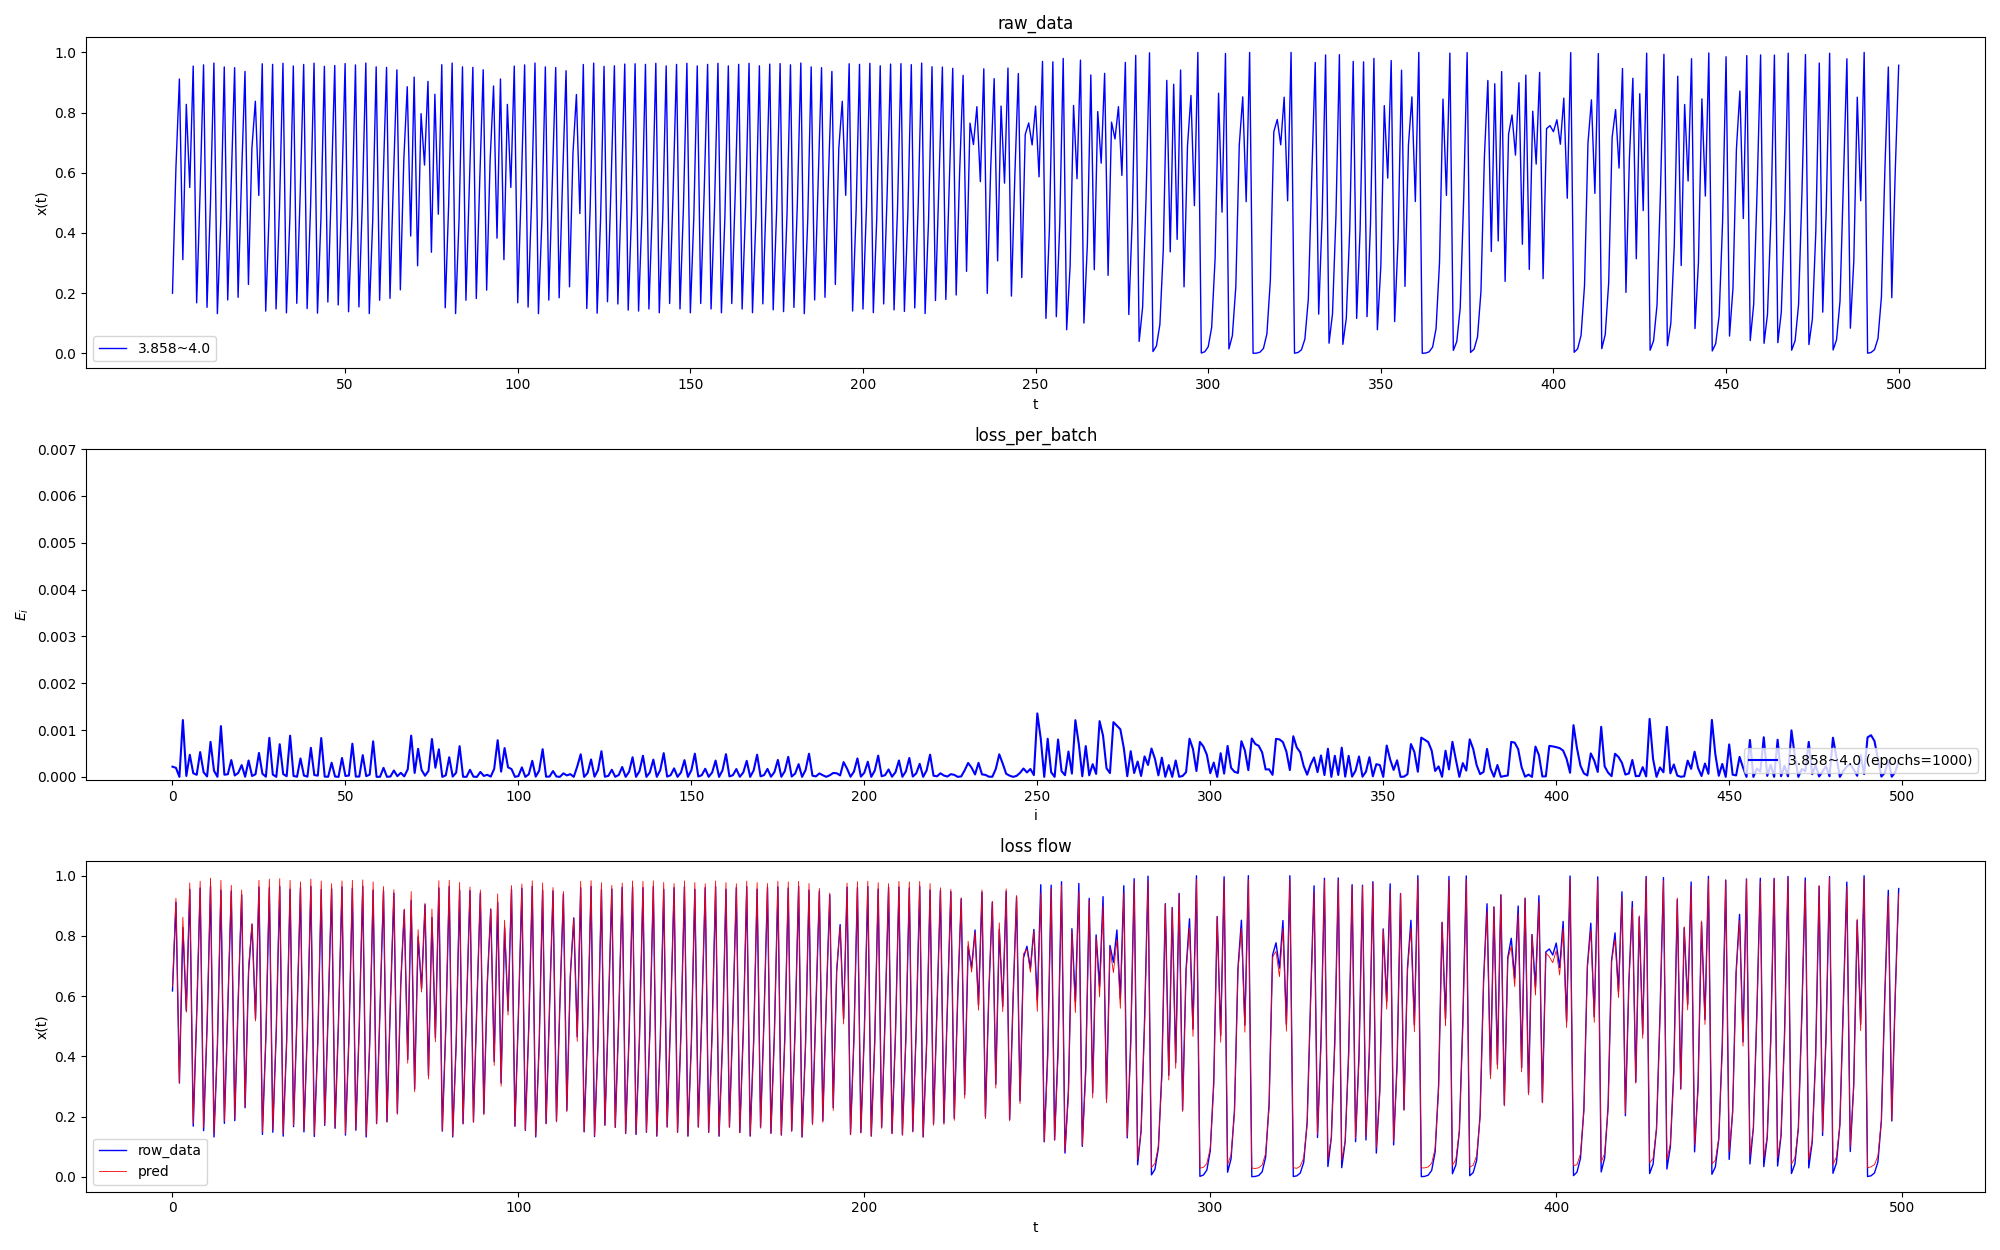 raw_data
1.0
0.8
0.6
0.4
0.2
0.0
x(t)
3.858~4.0
50 100 150 200 250 300 350 400 450 500
t
loss_per_batch
0.007
0.006
0.005
0.004
0.003
0.002
0.001
0.000
E_i
3.858~4.0 (epochs=1000)
0 50 100 150 200 250 300 350 400 450 500
i
loss flow
1.0
0.8
0.6
0.4
0.2
0.0
x(t)
row_data
pred
0 100 200 300 400 500
t